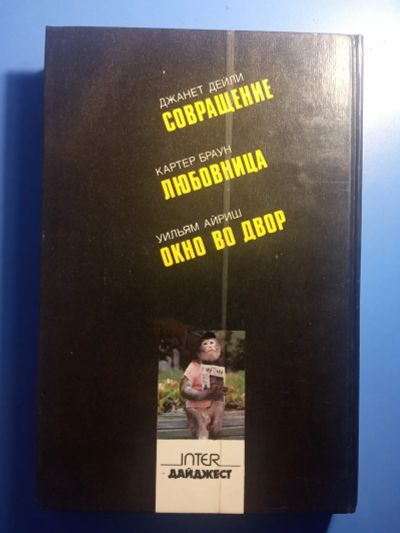 ДЖАНЕТ ДЕЙЛИ
СОВРАЩЕНИЕ
КАРТЕР БРАУН
ЛЮБОВНИЦА
УИЛЬЯМ АЙРИШ
ОКНО ВО ДВОР
INTER
ДАЙДЖЕСТ